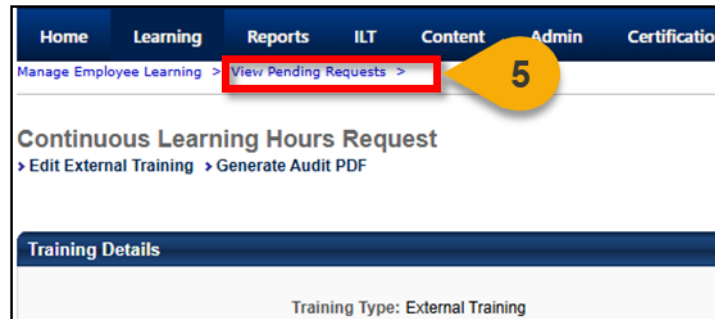 Home Learning Reports ILT Content Admin Certificatio
Manage Employee Learning > View Pending Requests >
5
Continuous Learning Hours Request
> Edit External Training > Generate Audit PDF
Training Details
Training Type: External Training